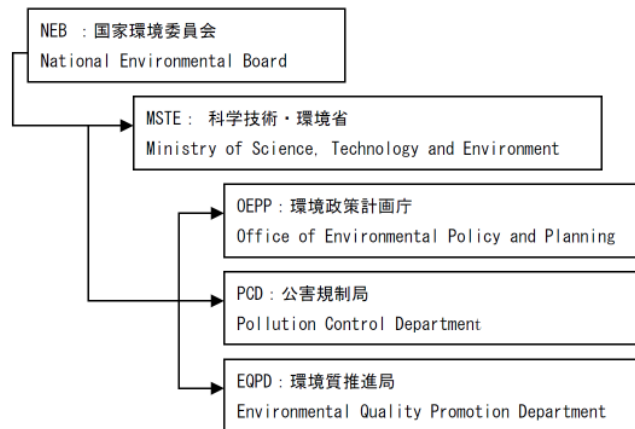 NEB ：国家環境委員会
National Environmental Board
MSTE： 科学技術・環境省
Ministry of Science, Technology and Environment
OEPP：環境政策計画庁
Office of Environmental Policy and Planning
PCD：公害規制局
Pollution Control Department
EQPD：環境質推進局
Environmental Quality Promotion Department